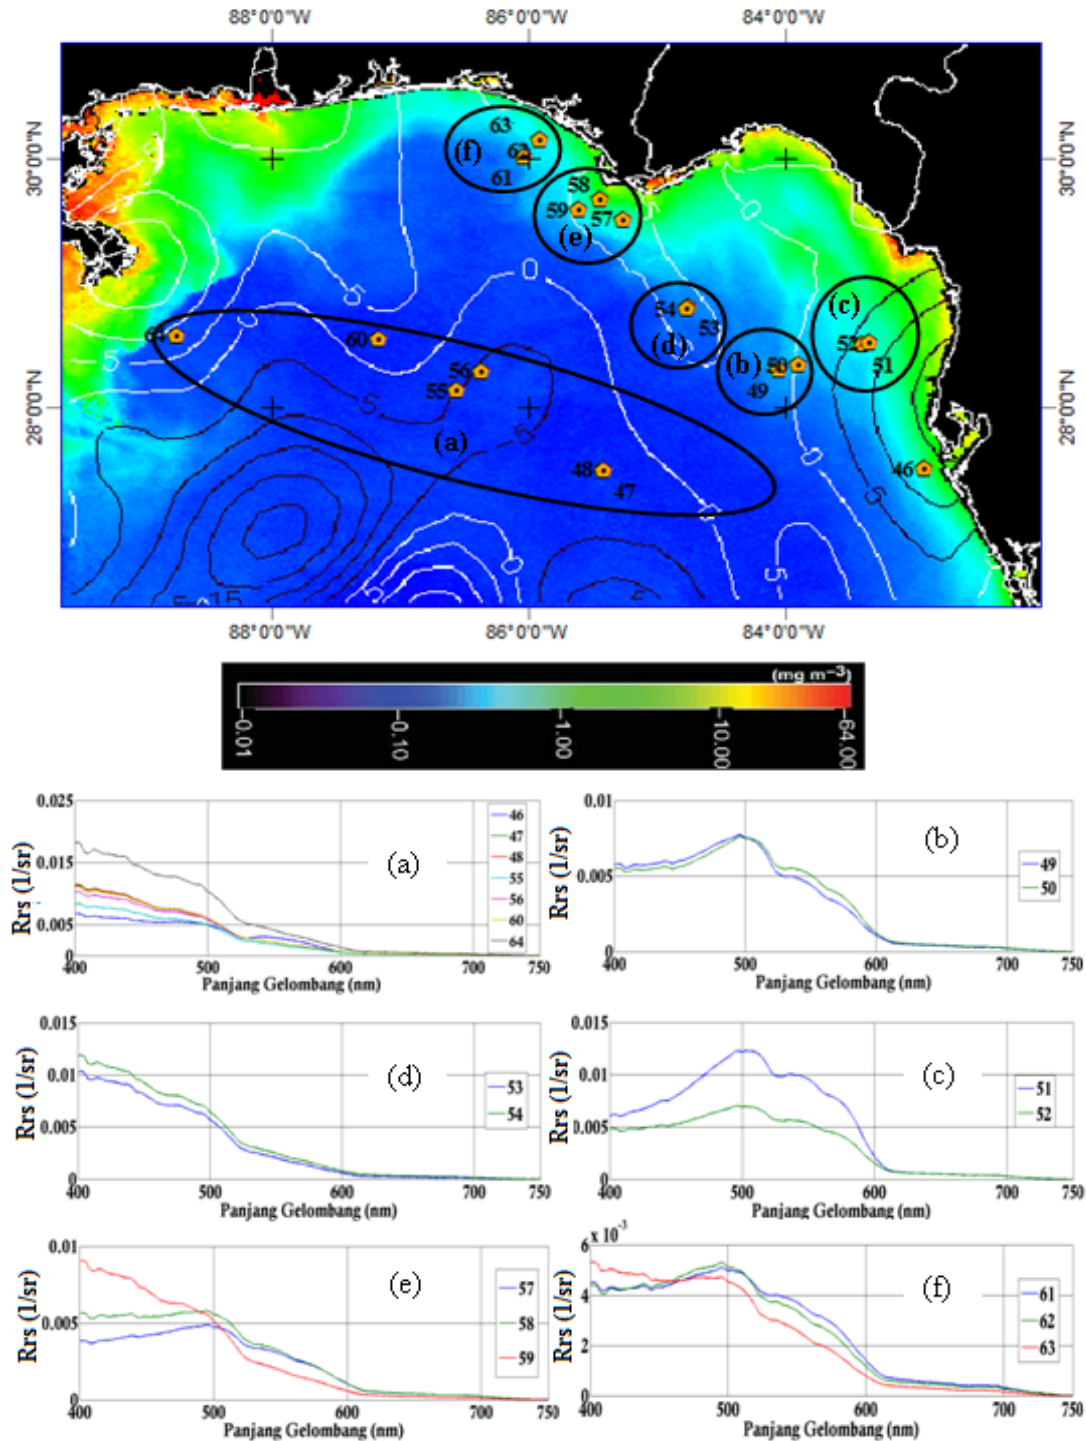 88°0'0"W 86°0'0"W 84°0'0"W
30°0'0"N 30°0'0"N
28°0'0"N 28°0'0"N
63
(f) 62
61
58
59 57
(e)
0 0
5 5
54 53
(d)
(c)
52 51
(b) 50
49
64 60
56
55
5
-5
(a)
48 47
46
5
5
0
5
15
5
88°0'0"W 86°0'0"W 84°0'0"W
(mg m⁻³)
0.01 0.10 1.00 10.000 64.00
0.025
0.015
0.005
0
Rrs (1/sr)
(a)
46
47
48
55
56
60
64
400 500 600 700 750
Panjang Gelombang (nm)
0.01
0.005
0
Rrs (1/sr)
(b)
49
50
400 500 600 700 750
Panjang Gelombang (nm)
0.015
0.01
0.005
0
Rrs (1/sr)
(d)
53
54
400 500 600 700 750
Panjang Gelombang (nm)
0.015
0.01
0.005
0
Rrs (1/sr)
(c)
51
52
400 500 600 700 750
Panjang Gelombang (nm)
0.01
0.005
0
Rrs (1/sr)
(e)
57
58
59
400 500 600 700 750
Panjang Gelombang (nm)
6 x 10⁻³
4
2
0
Rrs (1/sr)
(f)
61
62
63
400 500 600 700 750
Panjang Gelombang (nm)